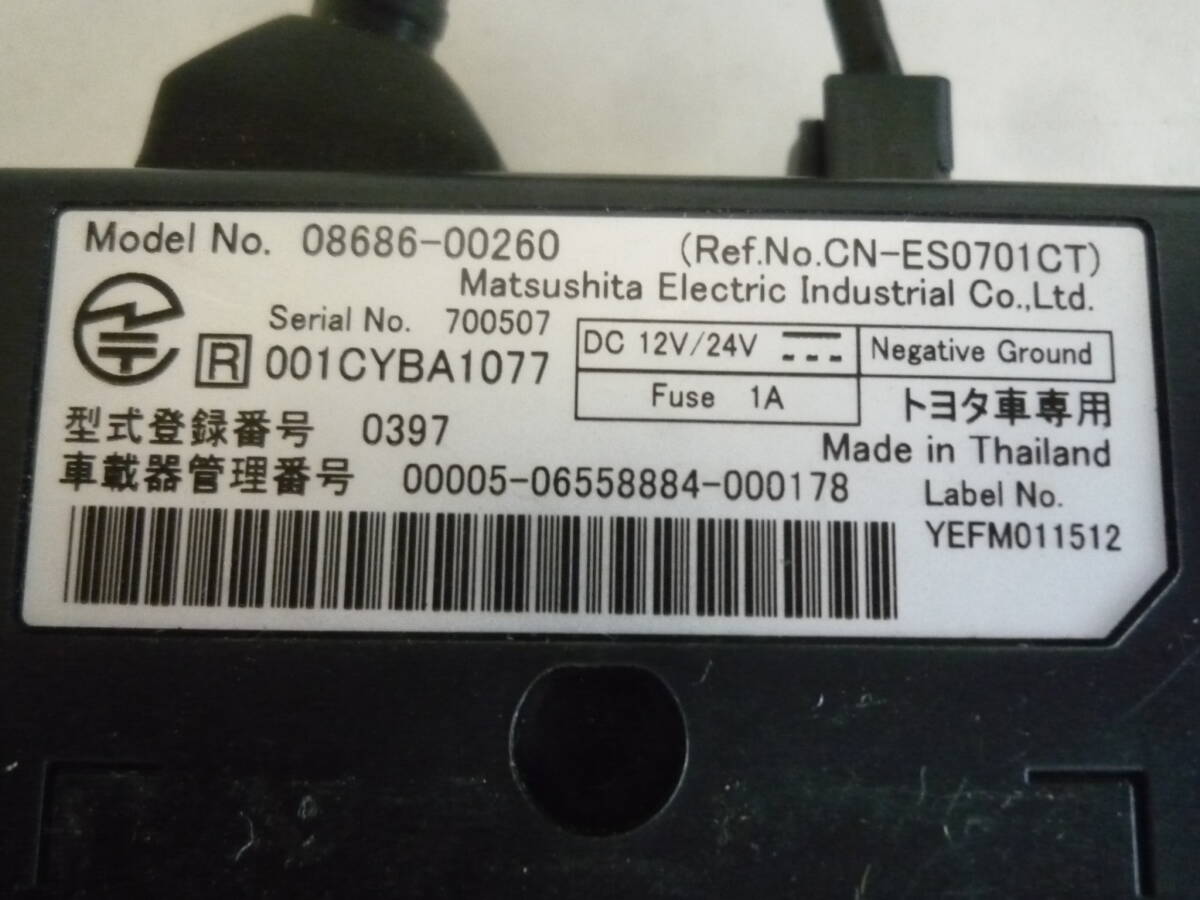 Model No. 08686-00260 (Ref.No.CN-ES0701CT)
Matsushita Electric Industrial Co.,Ltd.
Serial No. 700507
R 001CYBA1077
DC 12V/24V
Negative Ground
Fuse 1A
トヨタ車専用
型式登録番号 0397
Made in Thailand
車載器管理番号 00005-06558884-000178
Label No.
YEFM011512